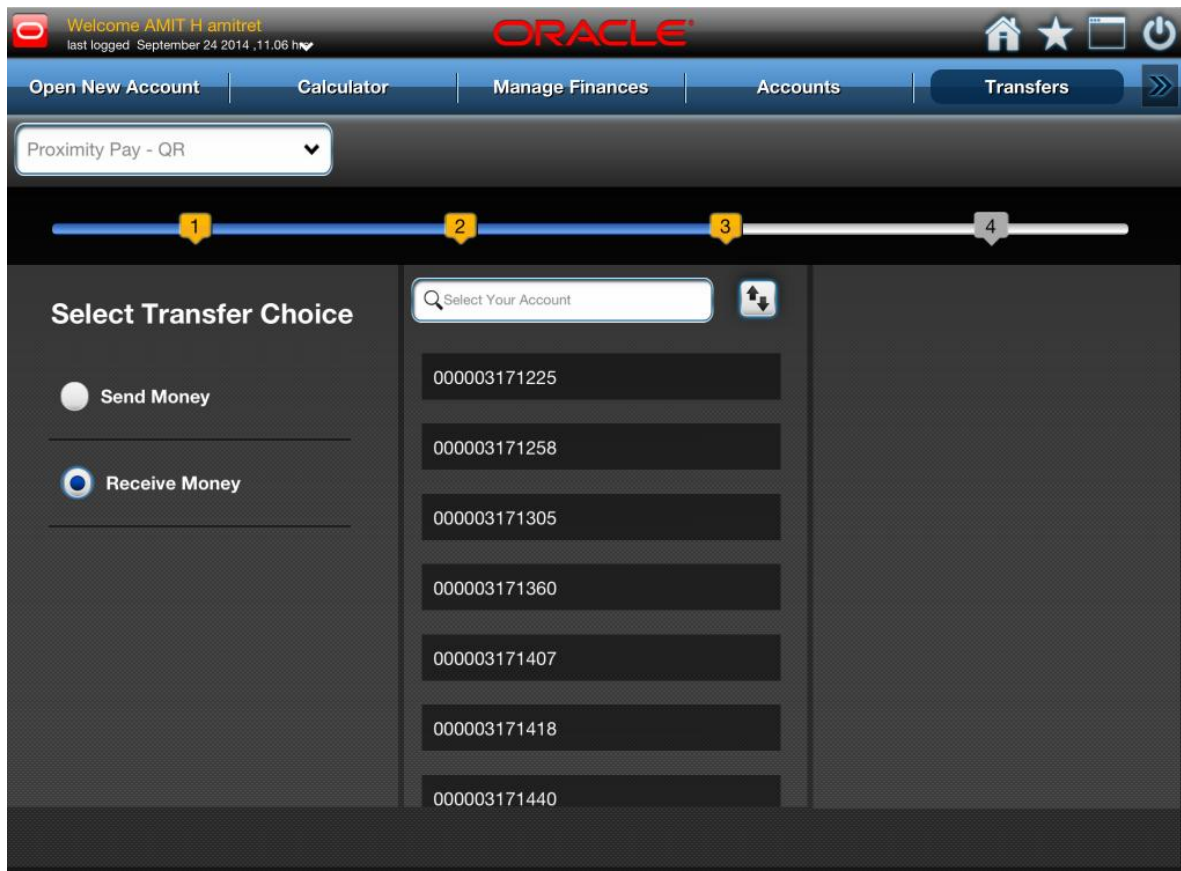 Welcome AMIT H amitret
last logged September 24 2014 ,11.06 hrs
ORACLE
Open New Account
Calculator
Manage Finances
Accounts
Transfers
Proximity Pay - QR
1
2
3
4
Select Transfer Choice
Send Money
Receive Money
Select Your Account
000003171225
000003171258
000003171305
000003171360
000003171407
000003171418
000003171440